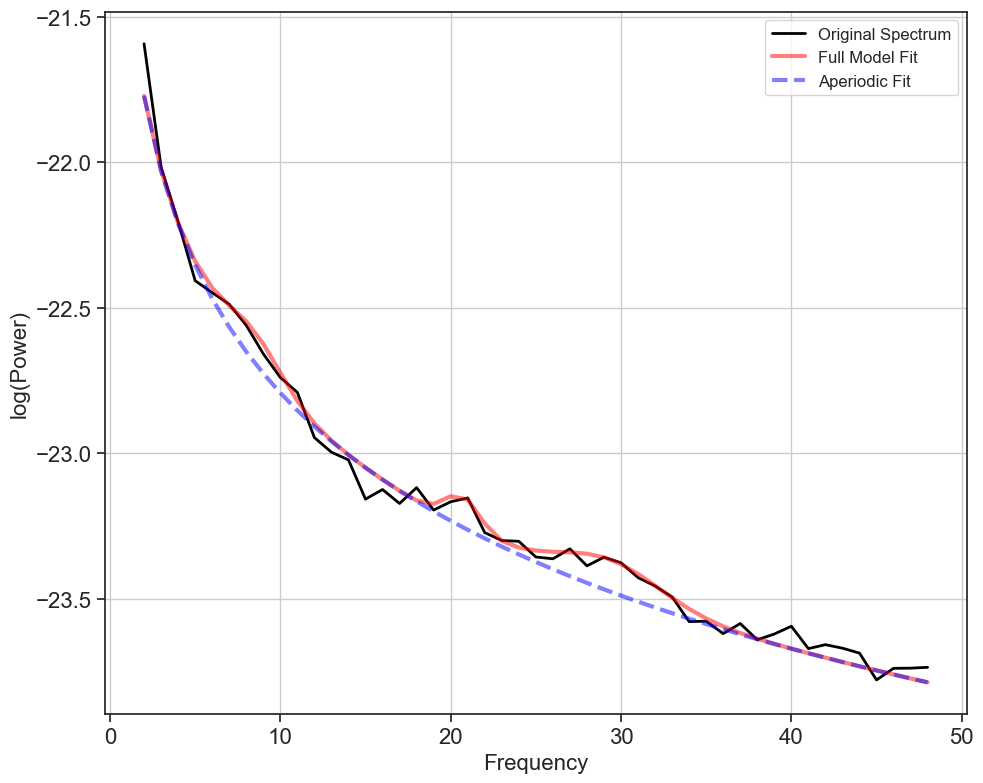 −21.5
−22.0
−22.5
−23.0
−23.5
log(Power)
Original Spectrum
Full Model Fit
Aperiodic Fit
0
10
20
30
40
50
Frequency